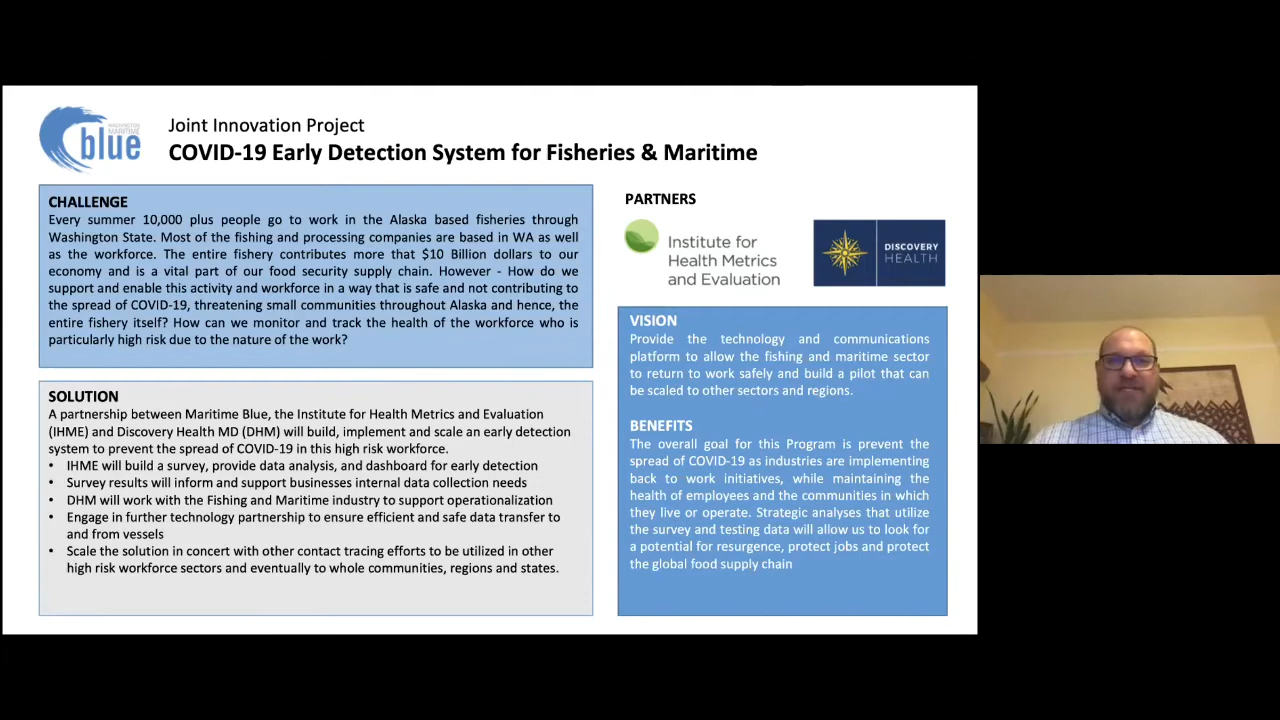 WASHINGTON
MARITIME
blue
Joint Innovation Project
COVID-19 Early Detection System for Fisheries & Maritime
CHALLENGE
Every summer 10,000 plus people go to work in the Alaska based fisheries through
Washington State. Most of the fishing and processing companies are based in WA as well
as the workforce. The entire fishery contributes more that $10 Billion dollars to our
economy and is a vital part of our food security supply chain. However - How do we
support and enable this activity and workforce in a way that is safe and not contributing to
the spread of COVID-19, threatening small communities throughout Alaska and hence, the
entire fishery itself? How can we monitor and track the health of the workforce who is
particularly high risk due to the nature of the work?
SOLUTION
A partnership between Maritime Blue, the Institute for Health Metrics and Evaluation
(IHME) and Discovery Health MD (DHM) will build, implement and scale an early detection
system to prevent the spread of COVID-19 in this high risk workforce.
• IHME will build a survey, provide data analysis, and dashboard for early detection
• Survey results will inform and support businesses internal data collection needs
• DHM will work with the Fishing and Maritime industry to support operationalization
• Engage in further technology partnership to ensure efficient and safe data transfer to
and from vessels
• Scale the solution in concert with other contact tracing efforts to be utilized in other
high risk workforce sectors and eventually to whole communities, regions and states.
PARTNERS
Institute for
Health Metrics
and Evaluation
DISCOVERY
HEALTH
VISION
Provide the technology and communications
platform to allow the fishing and maritime sector
to return to work safely and build a pilot that can
be scaled to other sectors and regions.
BENEFITS
The overall goal for this Program is prevent the
spread of COVID-19 as industries are implementing
back to work initiatives, while maintaining the
health of employees and the communities in which
they live or operate. Strategic analyses that utilize
the survey and testing data will allow us to look for
a potential for resurgence, protect jobs and protect
the global food supply chain